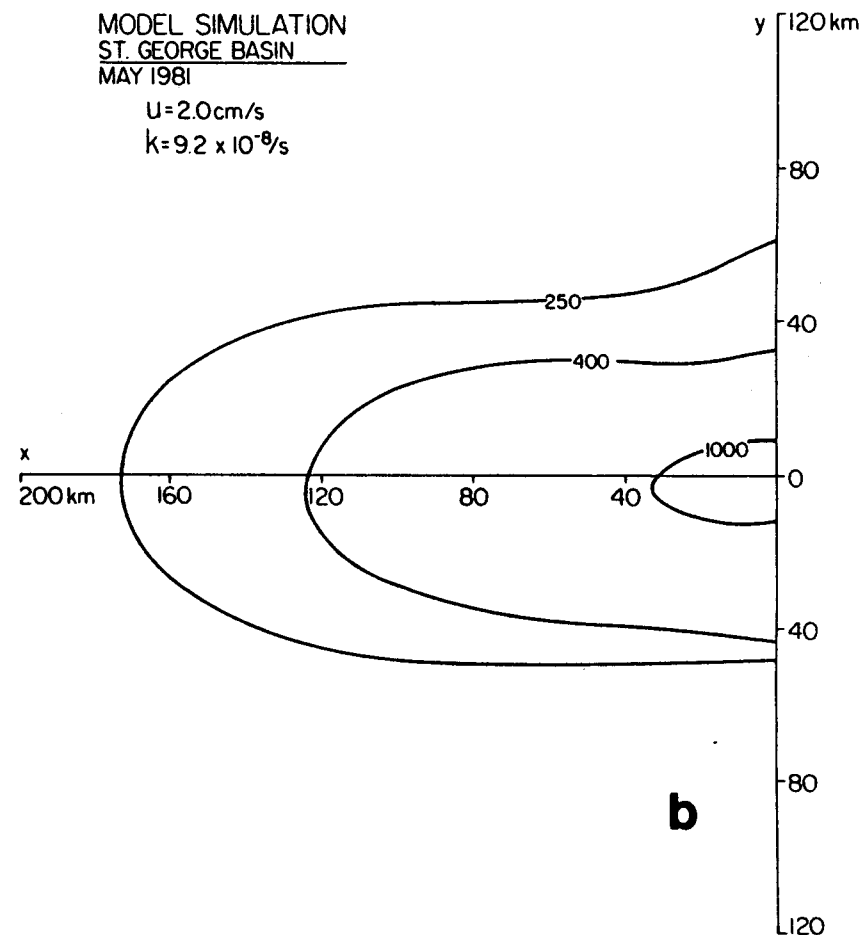 MODEL SIMULATION
ST. GEORGE BASIN
MAY 1981
U=2.0cm/s
k=9.2 x 10⁻⁸/s
y 120 km
80
250
40
400
1000
x 0
200 km 160 120 80 40
40
80
b
120